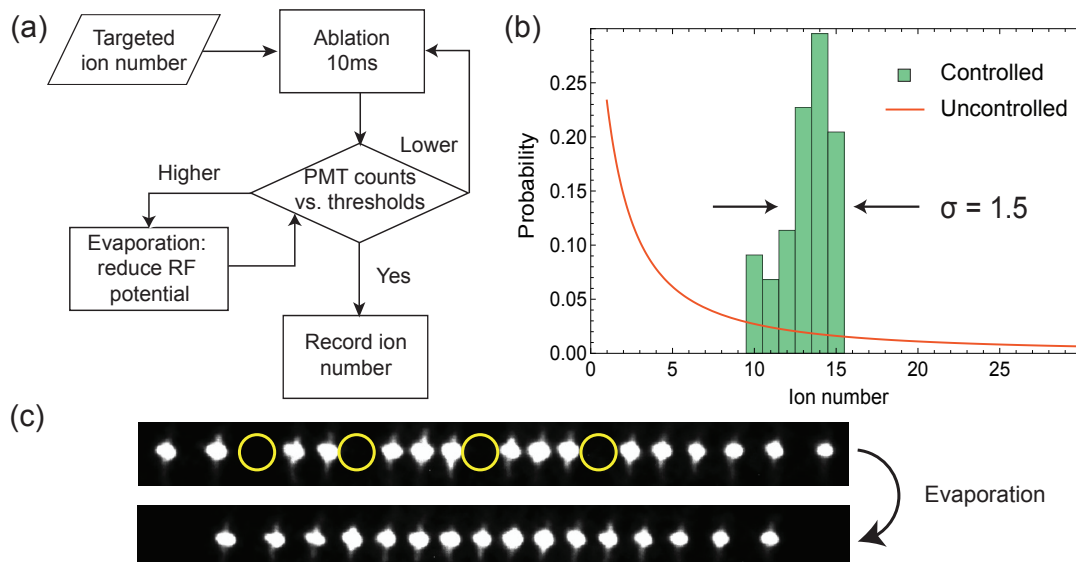 (a)
Targeted
ion number
Ablation
10ms
Lower
Higher
PMT counts
vs. thresholds
Evaporation:
reduce RF
potential
Yes
Record ion
number
(b)
Probability
0.25
0.20
0.15
0.10
0.05
0.00
0
5
10
15
20
25
Ion number
Controlled
Uncontrolled
σ = 1.5
(c)
Evaporation